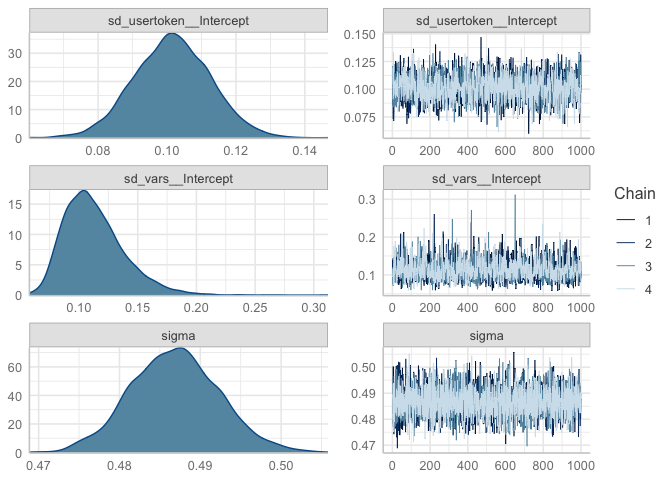 sd_usertoken__Intercept
30
20
10
0
0.08 0.10 0.12 0.14
sd_usertoken__Intercept
0.150
0.125
0.100
0.075
0 200 400 600 800 1000
sd_vars__Intercept
15
10
5
0
0.10 0.15 0.20 0.25 0.30
sd_vars__Intercept
0.3
0.2
0.1
0 200 400 600 800 1000
sigma
60
40
20
0
0.47 0.48 0.49 0.50
sigma
0.50
0.49
0.48
0.47
0 200 400 600 800 1000
Chain
1
2
3
4